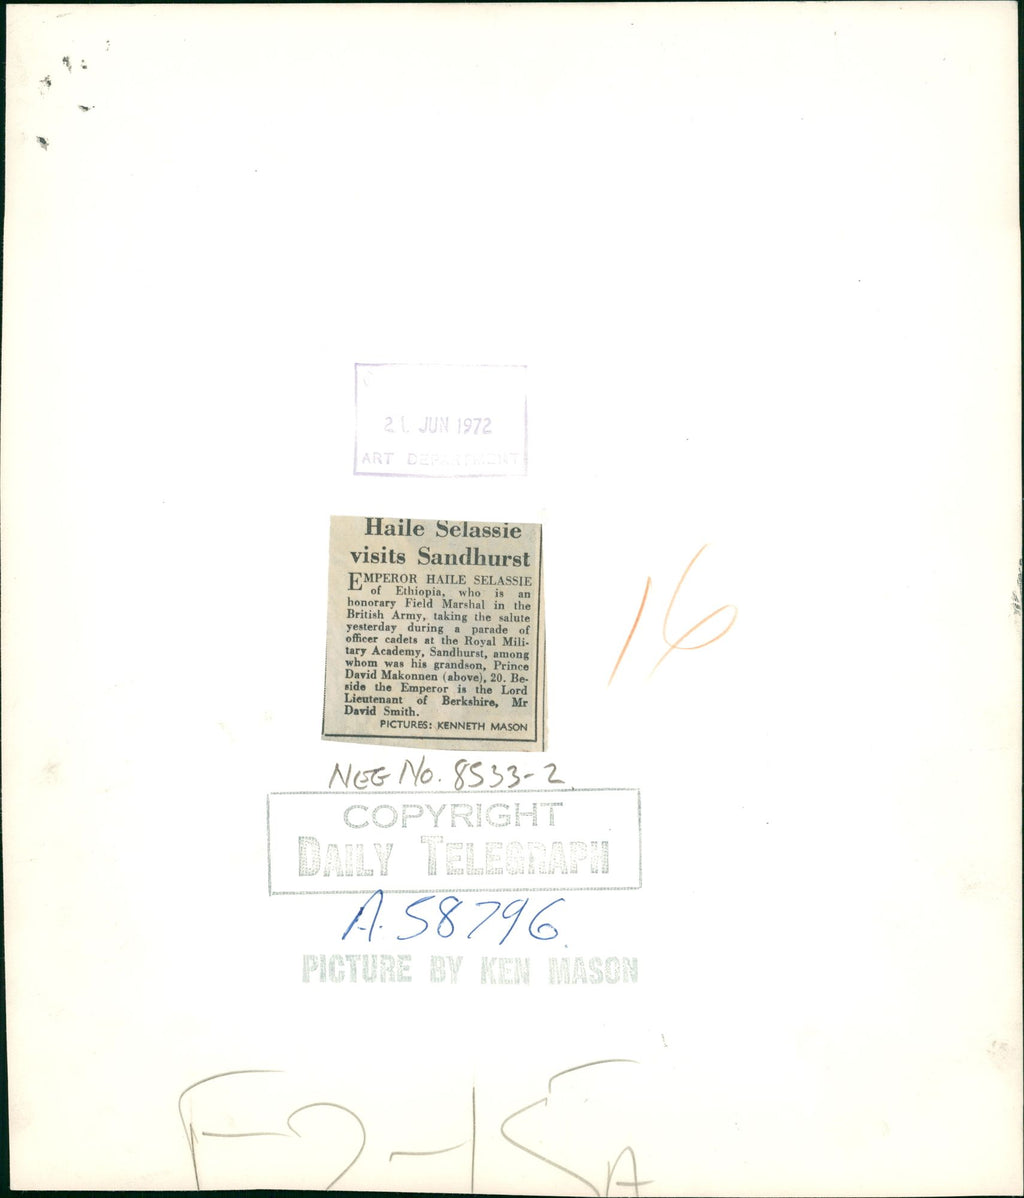 21 JUN 1972
ART DEPARTMENT
Haile Selassie
visits Sandhurst
EMPEROR HAILE SELASSIE
of Ethiopia, who is an
honorary Field Marshal in the
British Army, taking the salute
yesterday during a parade of
officer cadets at the Royal Mili-
tary Academy, Sandhurst, among
whom was his grandson, Prince
David Makonnen (above), 20. Be-
side the Emperor is the Lord
Lieutenant of Berkshire, Mr
David Smith.
PICTURES: KENNETH MASON
16
NEG No. 8533-2
COPYRIGHT
DAILY TELEGRAPH
A.58796
PICTURE BY KEN MASON